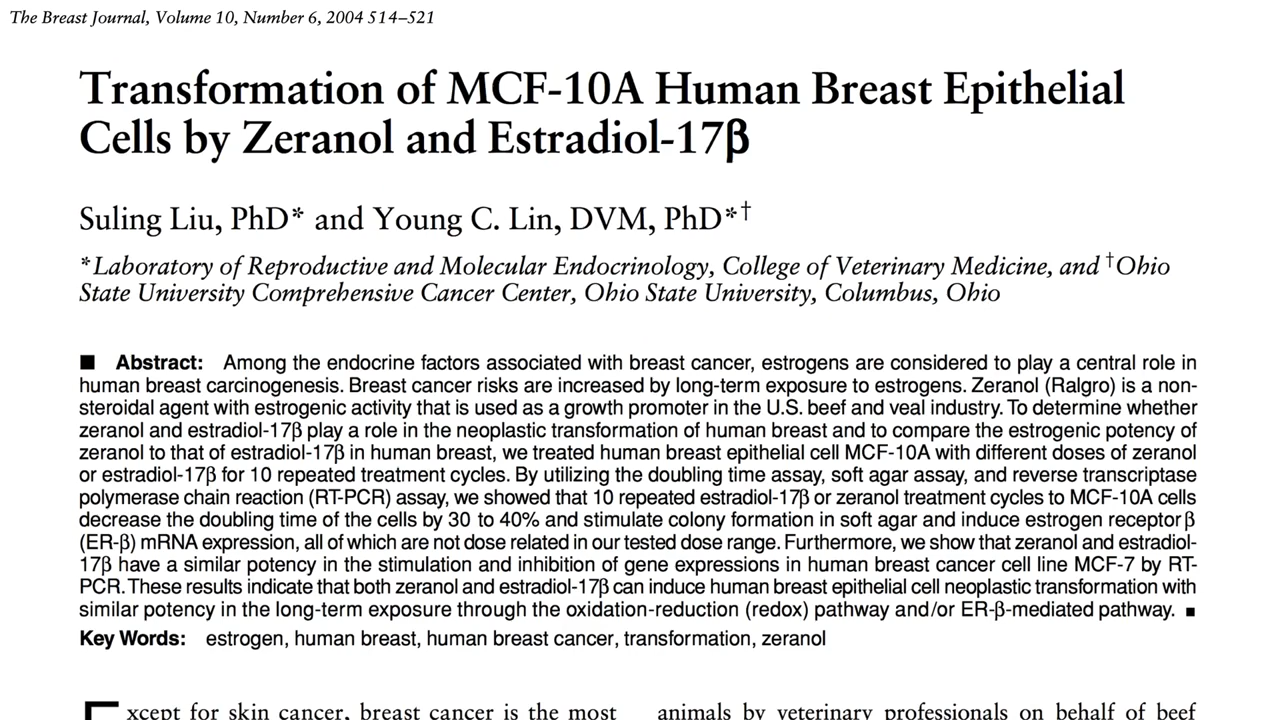 The Breast Journal, Volume 10, Number 6, 2004 514–521
Transformation of MCF-10A Human Breast Epithelial
Cells by Zeranol and Estradiol-17β
Suling Liu, PhD* and Young C. Lin, DVM, PhD*†
*Laboratory of Reproductive and Molecular Endocrinology, College of Veterinary Medicine, and †Ohio
State University Comprehensive Cancer Center, Ohio State University, Columbus, Ohio
■ Abstract: Among the endocrine factors associated with breast cancer, estrogens are considered to play a central role in
human breast carcinogenesis. Breast cancer risks are increased by long-term exposure to estrogens. Zeranol (Ralgro) is a non-
steroidal agent with estrogenic activity that is used as a growth promoter in the U.S. beef and veal industry. To determine whether
zeranol and estradiol-17β play a role in the neoplastic transformation of human breast and to compare the estrogenic potency of
zeranol to that of estradiol-17β in human breast, we treated human breast epithelial cell MCF-10A with different doses of zeranol
or estradiol-17β for 10 repeated treatment cycles. By utilizing the doubling time assay, soft agar assay, and reverse transcriptase
polymerase chain reaction (RT-PCR) assay, we showed that 10 repeated estradiol-17β or zeranol treatment cycles to MCF-10A cells
decrease the doubling time of the cells by 30 to 40% and stimulate colony formation in soft agar and induce estrogen receptor β
(ER-β) mRNA expression, all of which are not dose related in our tested dose range. Furthermore, we show that zeranol and estradiol-
17β have a similar potency in the stimulation and inhibition of gene expressions in human breast cancer cell line MCF-7 by RT-
PCR. These results indicate that both zeranol and estradiol-17β can induce human breast epithelial cell neoplastic transformation with
similar potency in the long-term exposure through the oxidation-reduction (redox) pathway and/or ER-β-mediated pathway. ■
Key Words: estrogen, human breast, human breast cancer, transformation, zeranol
Except for skin cancer, breast cancer is the most
animals by veterinary professionals on behalf of beef